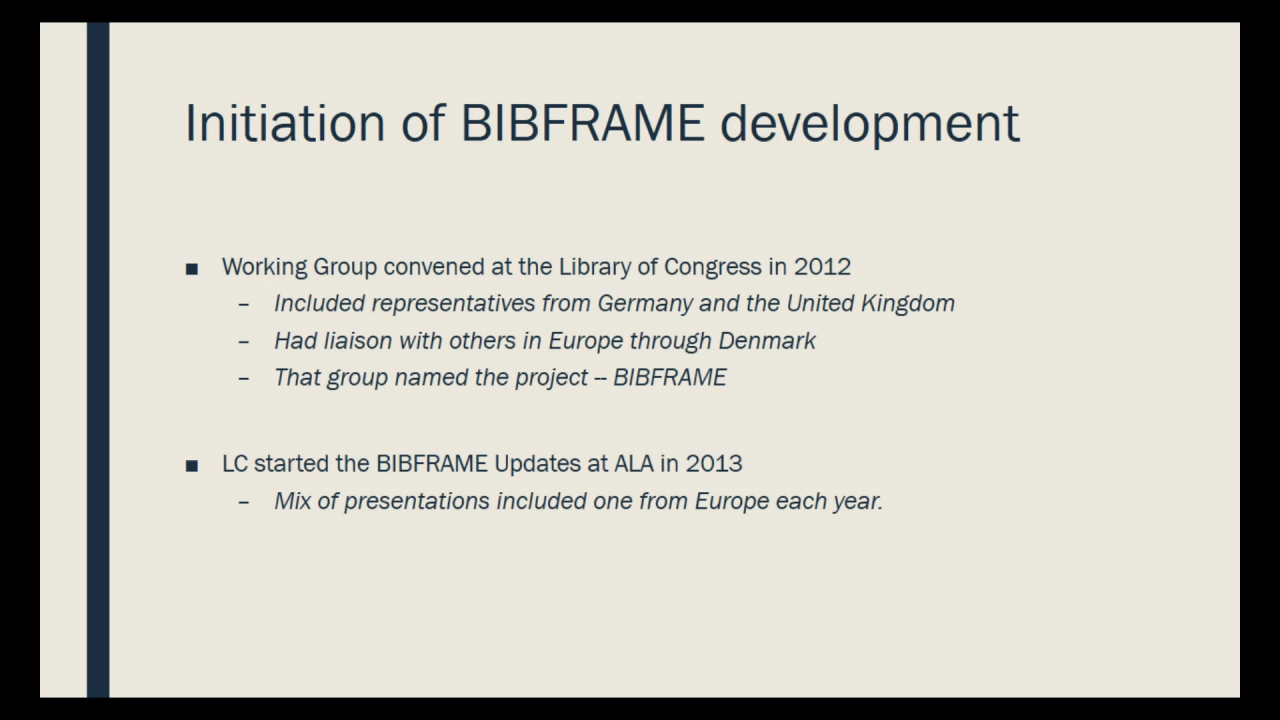 Initiation of BIBFRAME development
■ Working Group convened at the Library of Congress in 2012
– Included representatives from Germany and the United Kingdom
– Had liaison with others in Europe through Denmark
– That group named the project -- BIBFRAME
■ LC started the BIBFRAME Updates at ALA in 2013
– Mix of presentations included one from Europe each year.